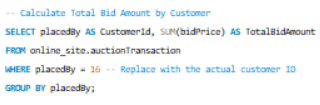 -- Calculate Total Bid Amount by Customer
SELECT placedBy AS CustomerId, SUM(bidPrice) AS TotalBidAmount
FROM online_site.auctionTransaction
WHERE placedBy = 16 -- Replace with the actual customer ID
GROUP BY placedBy;